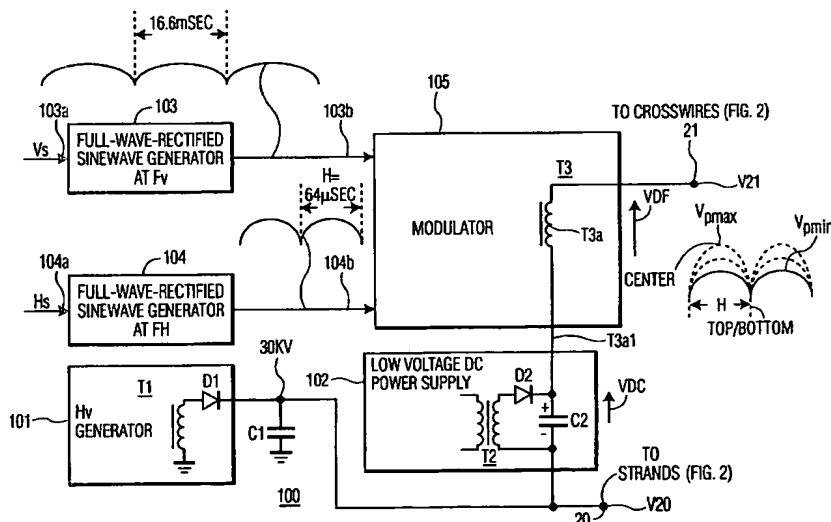 16.6mSEC
103a
103
Vs
FULL-WAVE-RECTIFIED
SINEWAVE GENERATOR
AT Fv
103b
105
TO CROSSWIRES (FIG. 2)
21
V21
T3
VDF
T3a
MODULATOR
H=
64µSEC
Vpmax
Vpmin
CENTER
H
TOP/BOTTOM
104a
104
Hs
FULL-WAVE-RECTIFIED
SINEWAVE GENERATOR
AT FH
104b
T3a1
30KV
102
LOW VOLTAGE DC
POWER SUPPLY
D2
VDC
+
C2
-
T2
101
T1
D1
Hv
GENERATOR
C1
100
TO
STRANDS (FIG. 2)
V20
20